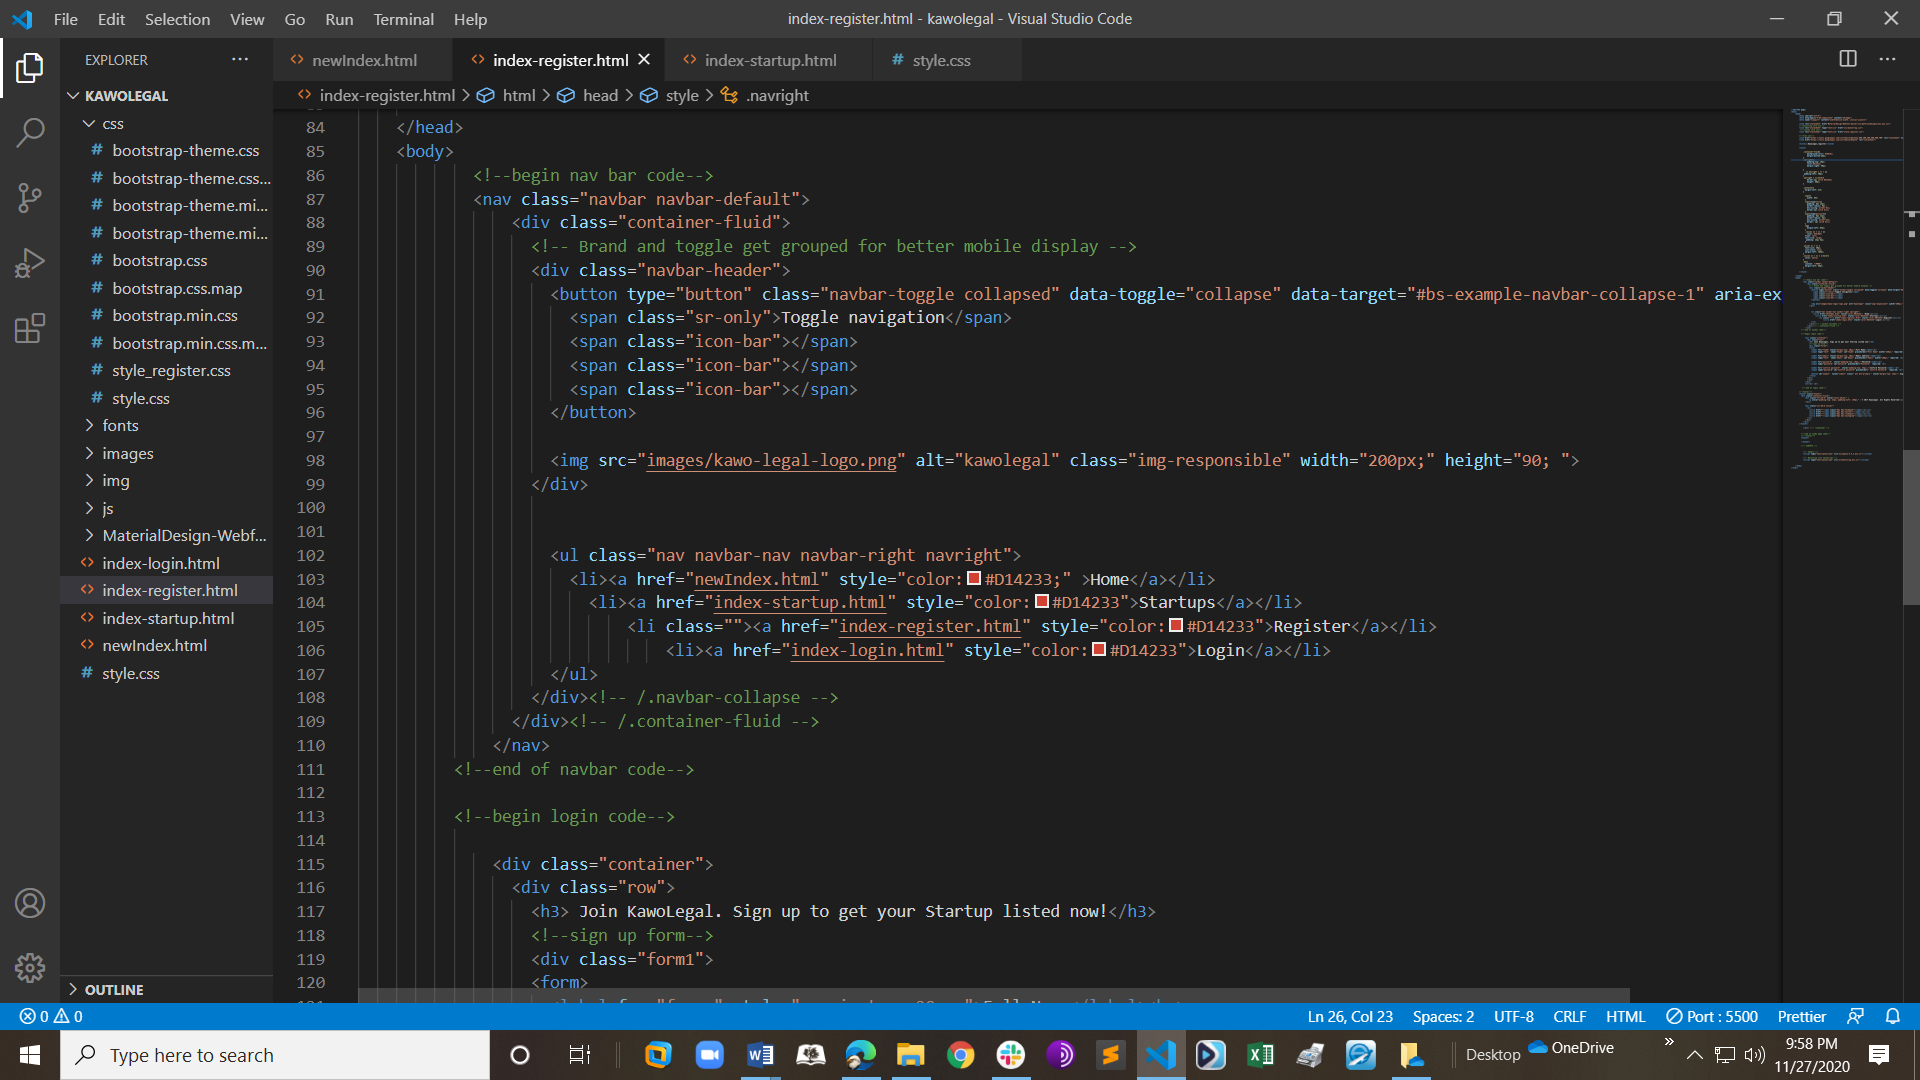 File Edit Selection View Go Run Terminal Help
index-register.html - kawolegal - Visual Studio Code
EXPLORER
newIndex.html
index-register.html
index-startup.html
# style.css
index-register.html > html > head > style > .navright
KAWOLEGAL
css
# bootstrap-theme.css
# bootstrap-theme.css...
# bootstrap-theme.mi...
# bootstrap-theme.mi...
# bootstrap.css
# bootstrap.css.map
# bootstrap.min.css
# bootstrap.min.css.m...
# style_register.css
# style.css
fonts
images
img
js
MaterialDesign-Webf...
index-login.html
index-register.html
index-startup.html
newIndex.html
# style.css
OUTLINE
84 </head>
85 <body>
86 <!--begin nav bar code-->
87 <nav class="navbar navbar-default">
88 <div class="container-fluid">
89 <!-- Brand and toggle get grouped for better mobile display -->
90 <div class="navbar-header">
91 <button type="button" class="navbar-toggle collapsed" data-toggle="collapse" data-target="#bs-example-navbar-collapse-1" aria-ex
92 <span class="sr-only">Toggle navigation</span>
93 <span class="icon-bar"></span>
94 <span class="icon-bar"></span>
95 <span class="icon-bar"></span>
96 </button>
97
98 <img src="images/kawo-legal-logo.png" alt="kawolegal" class="img-responsible" width="200px;" height="90; ">
99 </div>
100
101
102 <ul class="nav navbar-nav navbar-right navright">
103 <li><a href="newIndex.html" style="color:#D14233;" >Home</a></li>
104 <li><a href="index-startup.html" style="color:#D14233">Startups</a></li>
105 <li class=""><a href="index-register.html" style="color:#D14233">Register</a></li>
106 <li><a href="index-login.html" style="color:#D14233">Login</a></li>
107 </ul>
108 </div><!-- /.navbar-collapse -->
109 </div><!-- /.container-fluid -->
110 </nav>
111 <!--end of navbar code-->
112
113 <!--begin login code-->
114
115 <div class="container">
116 <div class="row">
117 <h3> Join KawoLegal. Sign up to get your Startup listed now!</h3>
118 <!--sign up form-->
119 <div class="form1">
120 <form>
0 0
Ln 26, Col 23 Spaces: 2 UTF-8 CRLF HTML Port : 5500 Prettier
Type here to search
Desktop
OneDrive
9:58 PM
11/27/2020